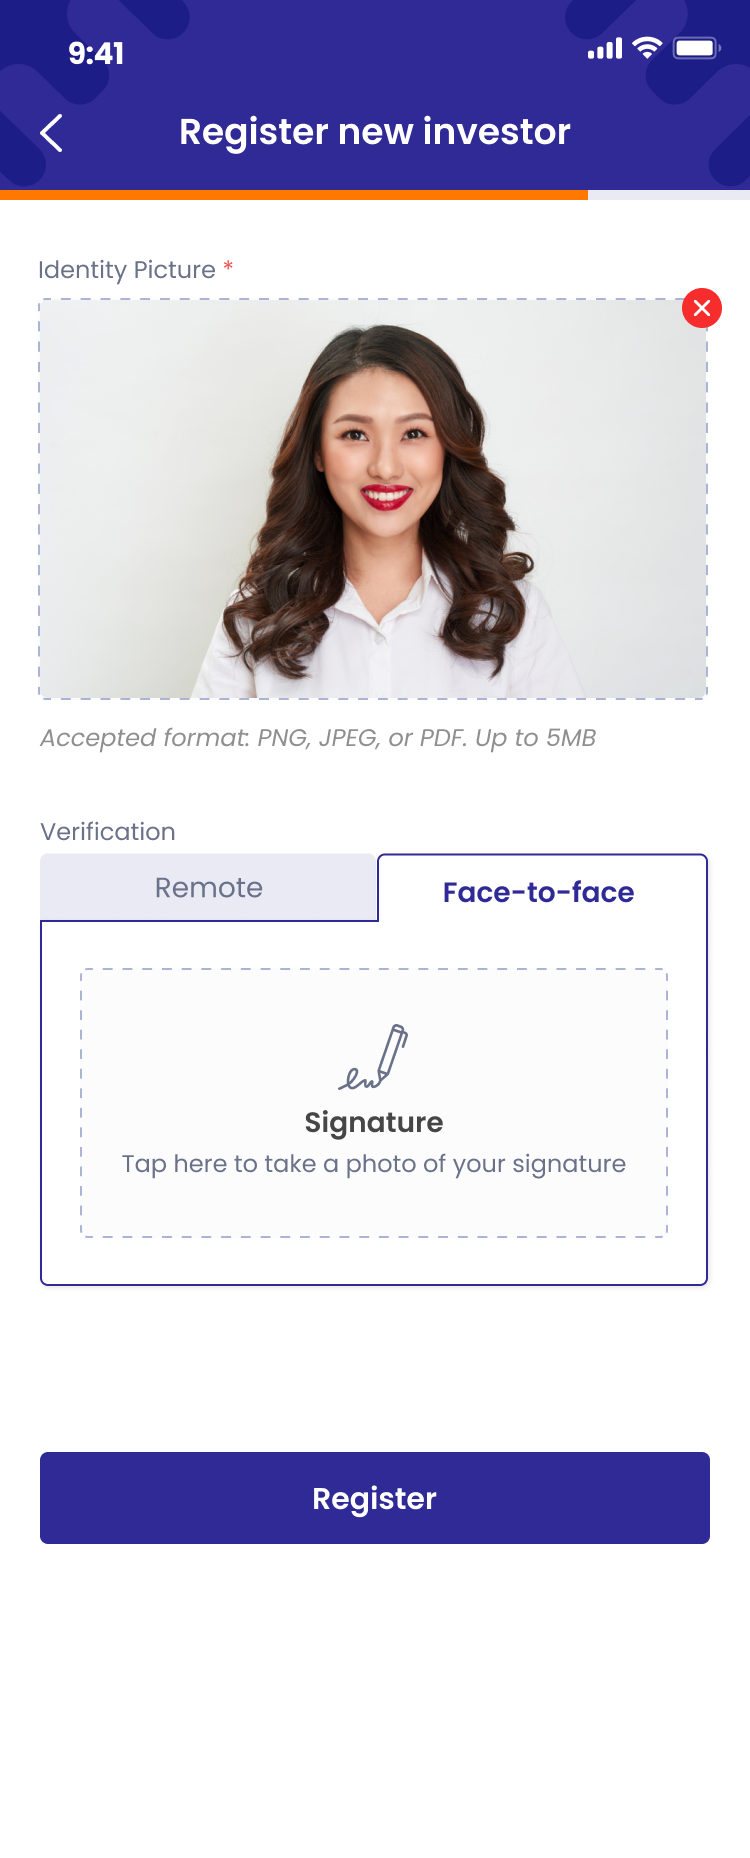 9:41
Register new investor
Identity Picture *
Accepted format: PNG, JPEG, or PDF. Up to 5MB
Verification
Remote
Face-to-face
Signature
Tap here to take a photo of your signature
Register